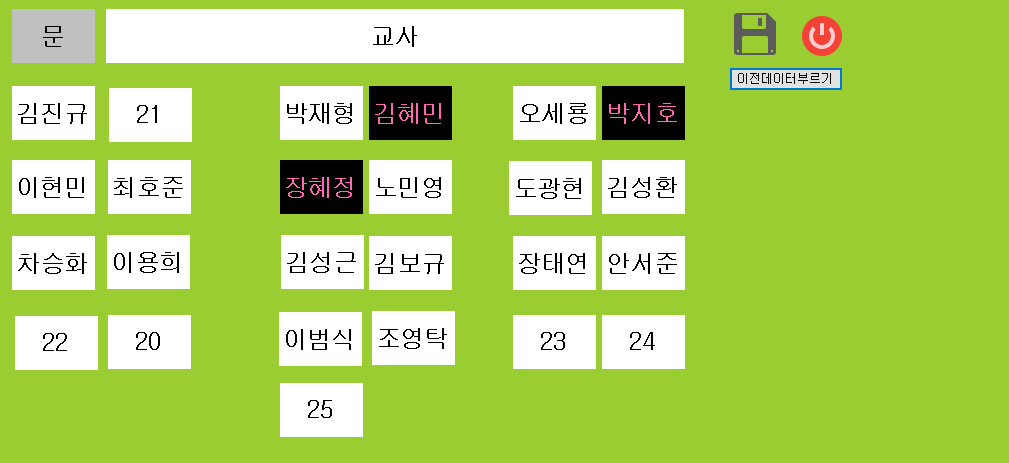 문 교사
이전데이터부르기
김진규 21 박재형 김혜민 오세룡 박지호
이현민 최호준 장혜정 노민영 도광현 김성환
차승화 이용희 김성근 김보규 장태연 안서준
22 20 이범식 조영탁 23 24
25